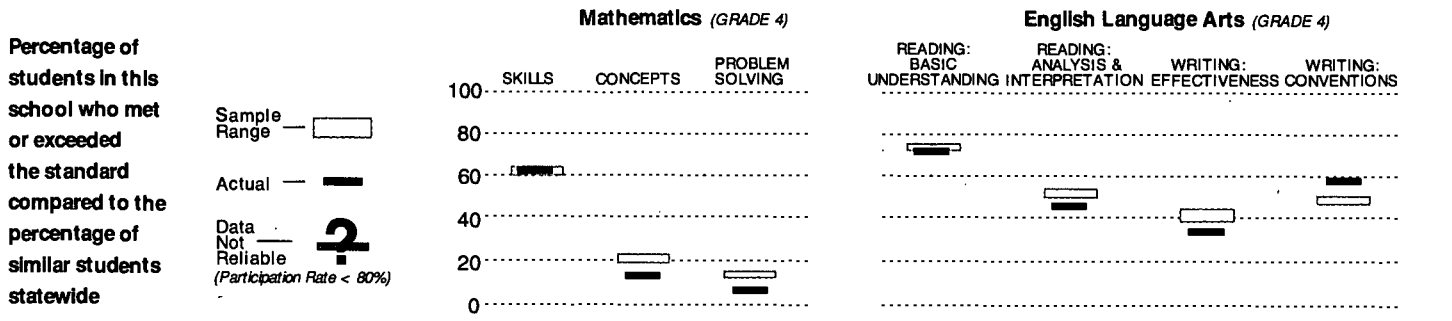 Mathematics (GRADE 4)
English Language Arts (GRADE 4)
Percentage of
students in this
school who met
or exceeded
the standard
compared to the
percentage of
similar students
statewide
Sample
Range
Actual
Data
Not
Reliable
?
(Participation Rate < 80%)
SKILLS
CONCEPTS
PROBLEM
SOLVING
100
80
60
40
20
0
READING:
BASIC
UNDERSTANDING
READING:
ANALYSIS &
INTERPRETATION
WRITING:
EFFECTIVENESS
WRITING:
CONVENTIONS